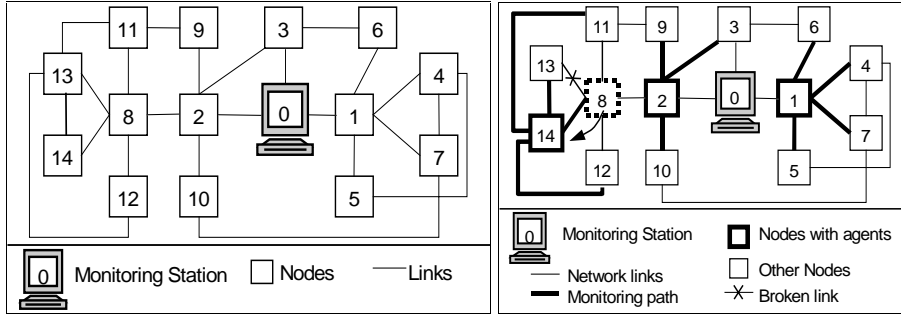 11 9 3 6
13 4
8 2 0 1
14 7
12 10 5
0 Monitoring Station Nodes Links
11 9 3 6
13 4
8 2 0 1
14 7
12 10 5
0 Monitoring Station Nodes with agents
Network links Other Nodes
Monitoring path Broken link